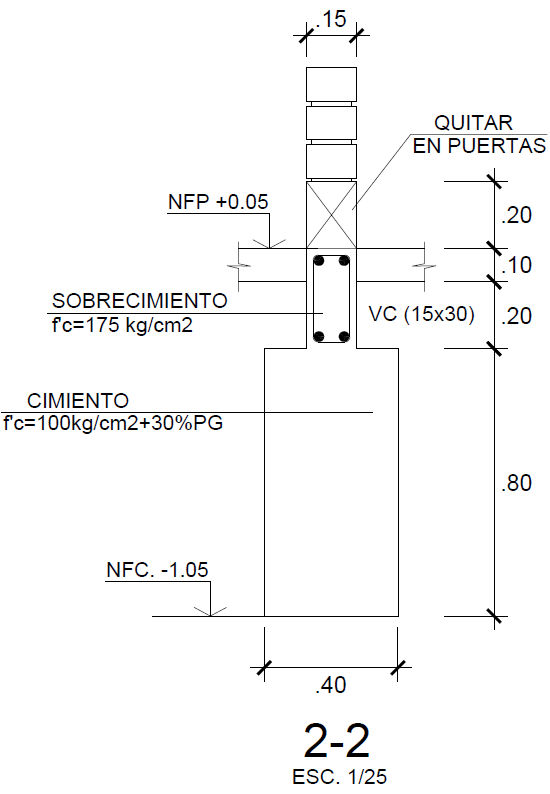 .15
QUITAR
EN PUERTAS
NFP +0.05
.20
.10
SOBRECIMIENTO
f'c=175 kg/cm2
VC (15x30)
.20
CIMIENTO
f'c=100kg/cm2+30%PG
.80
NFC. -1.05
.40
2-2
ESC. 1/25